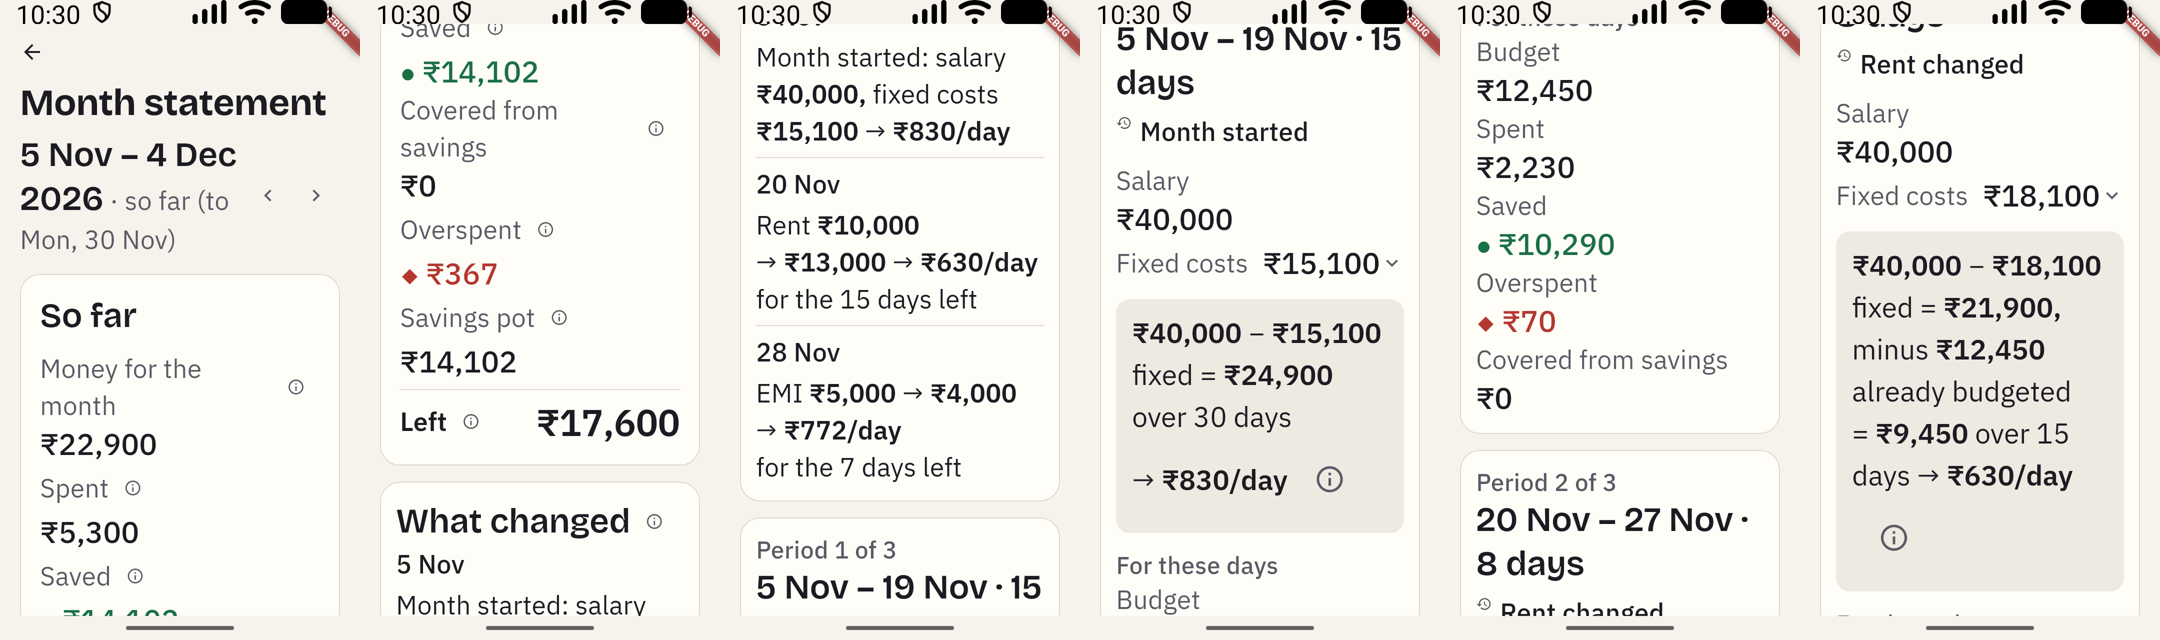 10:30
DEBUG
Month statement
5 Nov – 4 Dec
2026 · so far (to
Mon, 30 Nov)
So far
Money for the
month
₹22,900
Spent
₹5,300
Saved
₹14,102
10:30
DEBUG
Saved
₹14,102
Covered from
savings
₹0
Overspent
₹367
Savings pot
₹14,102
Left ₹17,600
What changed
5 Nov
Month started: salary
10:30
DEBUG
Month started: salary
₹40,000, fixed costs
₹15,100 → ₹830/day
20 Nov
Rent ₹10,000
→ ₹13,000 → ₹630/day
for the 15 days left
28 Nov
EMI ₹5,000 → ₹4,000
→ ₹772/day
for the 7 days left
Period 1 of 3
5 Nov – 19 Nov · 15
10:30
DEBUG
5 Nov – 19 Nov · 15
days
Month started
Salary
₹40,000
Fixed costs ₹15,100
₹40,000 – ₹15,100
fixed = ₹24,900
over 30 days
→ ₹830/day
For these days
Budget
10:30
DEBUG
Budget
₹12,450
Spent
₹2,230
Saved
₹10,290
Overspent
₹70
Covered from savings
₹0
Period 2 of 3
20 Nov – 27 Nov ·
8 days
Rent changed
10:30
DEBUG
Rent changed
Salary
₹40,000
Fixed costs ₹18,100
₹40,000 – ₹18,100
fixed = ₹21,900,
minus ₹12,450
already budgeted
= ₹9,450 over 15
days → ₹630/day